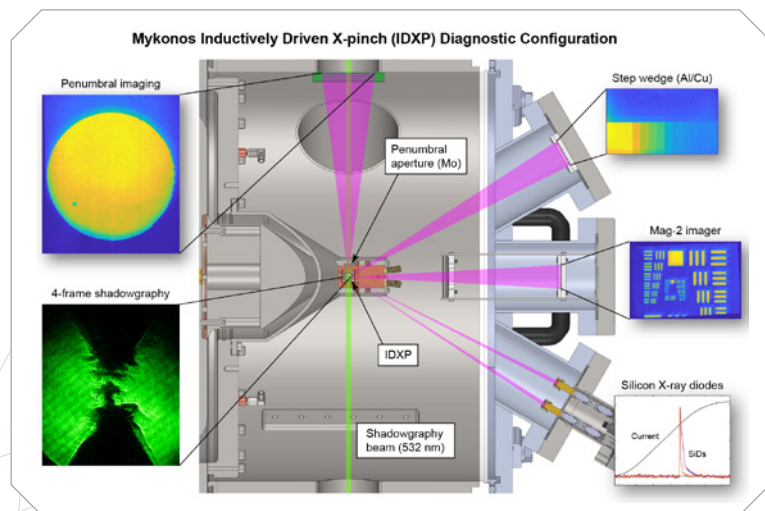 Mykonos Inductively Driven X-pinch (IDXP) Diagnostic Configuration
Penumbral imaging
Step wedge (Al/Cu)
Penumbral
aperture (Mo)
Mag-2 imager
4-frame shadowgraphy
IDXP
Silicon X-ray diodes
Shadowgraphy
beam (532 nm)
Current
SiDs